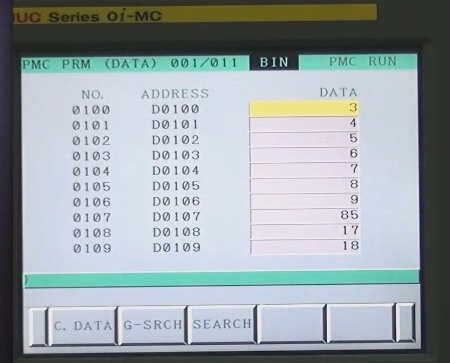 UC Series 0i-MC
PMC PRM (DATA) 001/011 BIN PMC RUN
NO. ADDRESS DATA
0100 D0100 3
0101 D0101 4
0102 D0102 5
0103 D0103 6
0104 D0104 7
0105 D0105 8
0106 D0106 9
0107 D0107 85
0108 D0108 17
0109 D0109 18
)
C. DATA G-SRCH SEARCH